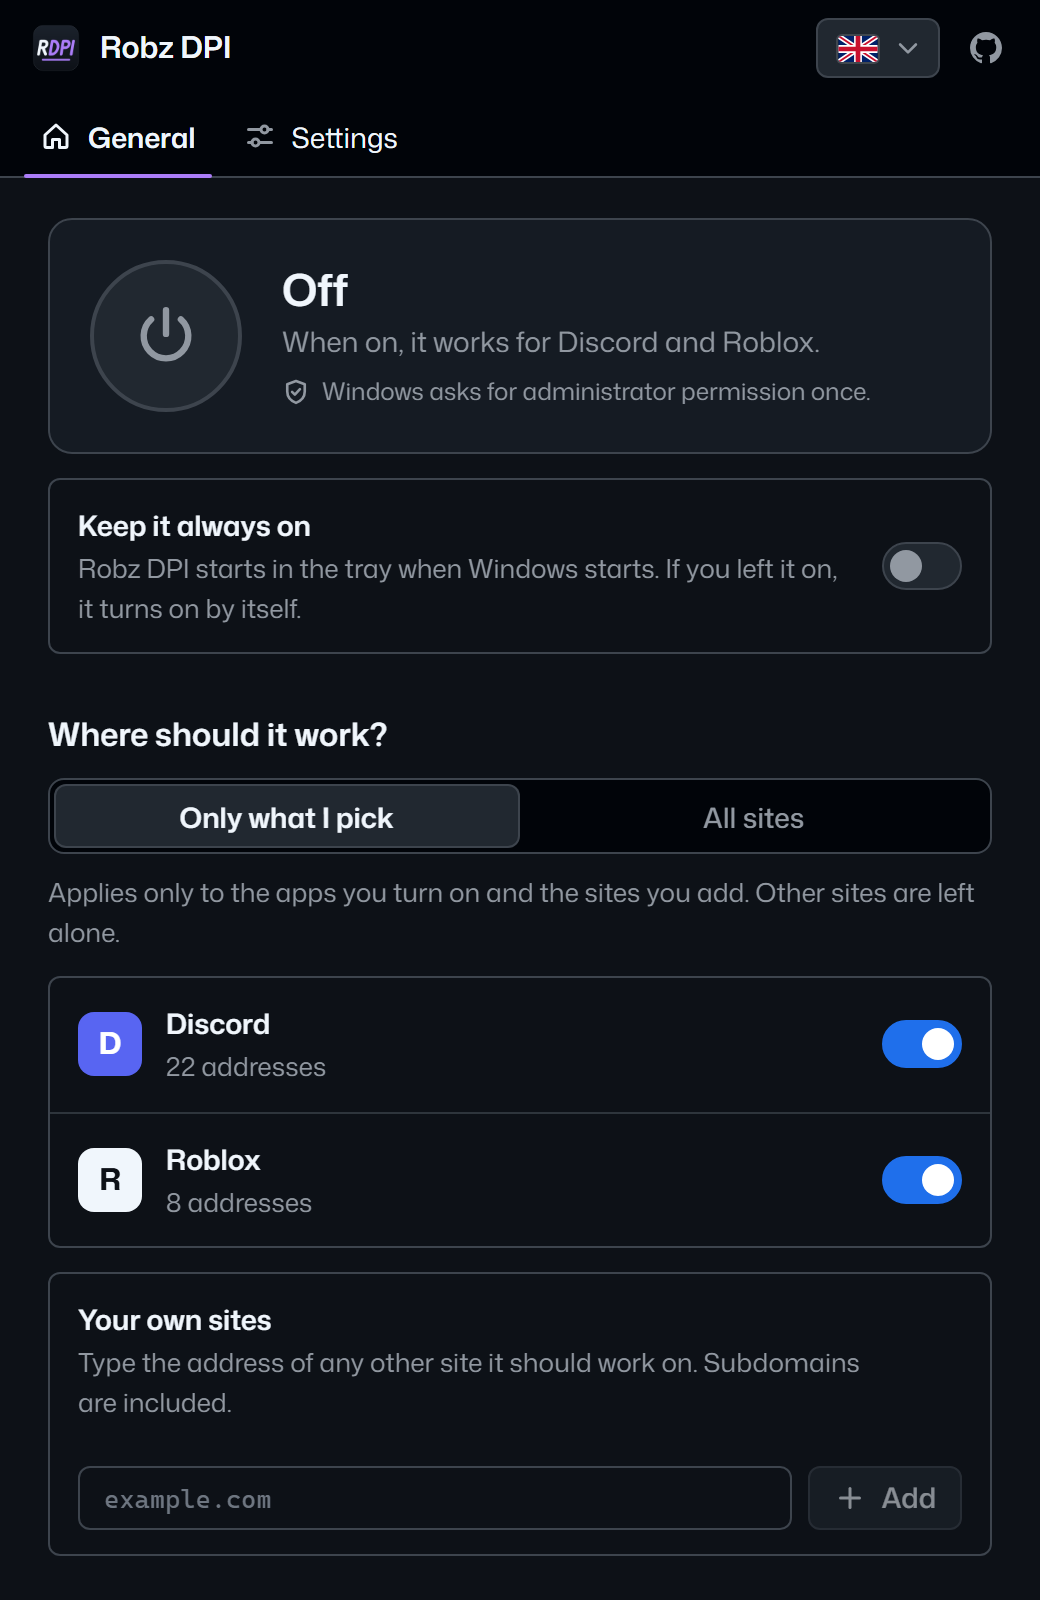 RDPI
Robz DPI
General
Settings
Off
When on, it works for Discord and Roblox.
Windows asks for administrator permission once.
Keep it always on
Robz DPI starts in the tray when Windows starts. If you left it on,
it turns on by itself.
Where should it work?
Only what I pick
All sites
Applies only to the apps you turn on and the sites you add. Other sites are left
alone.
D
Discord
22 addresses
R
Roblox
8 addresses
Your own sites
Type the address of any other site it should work on. Subdomains
are included.
example.com
+ Add